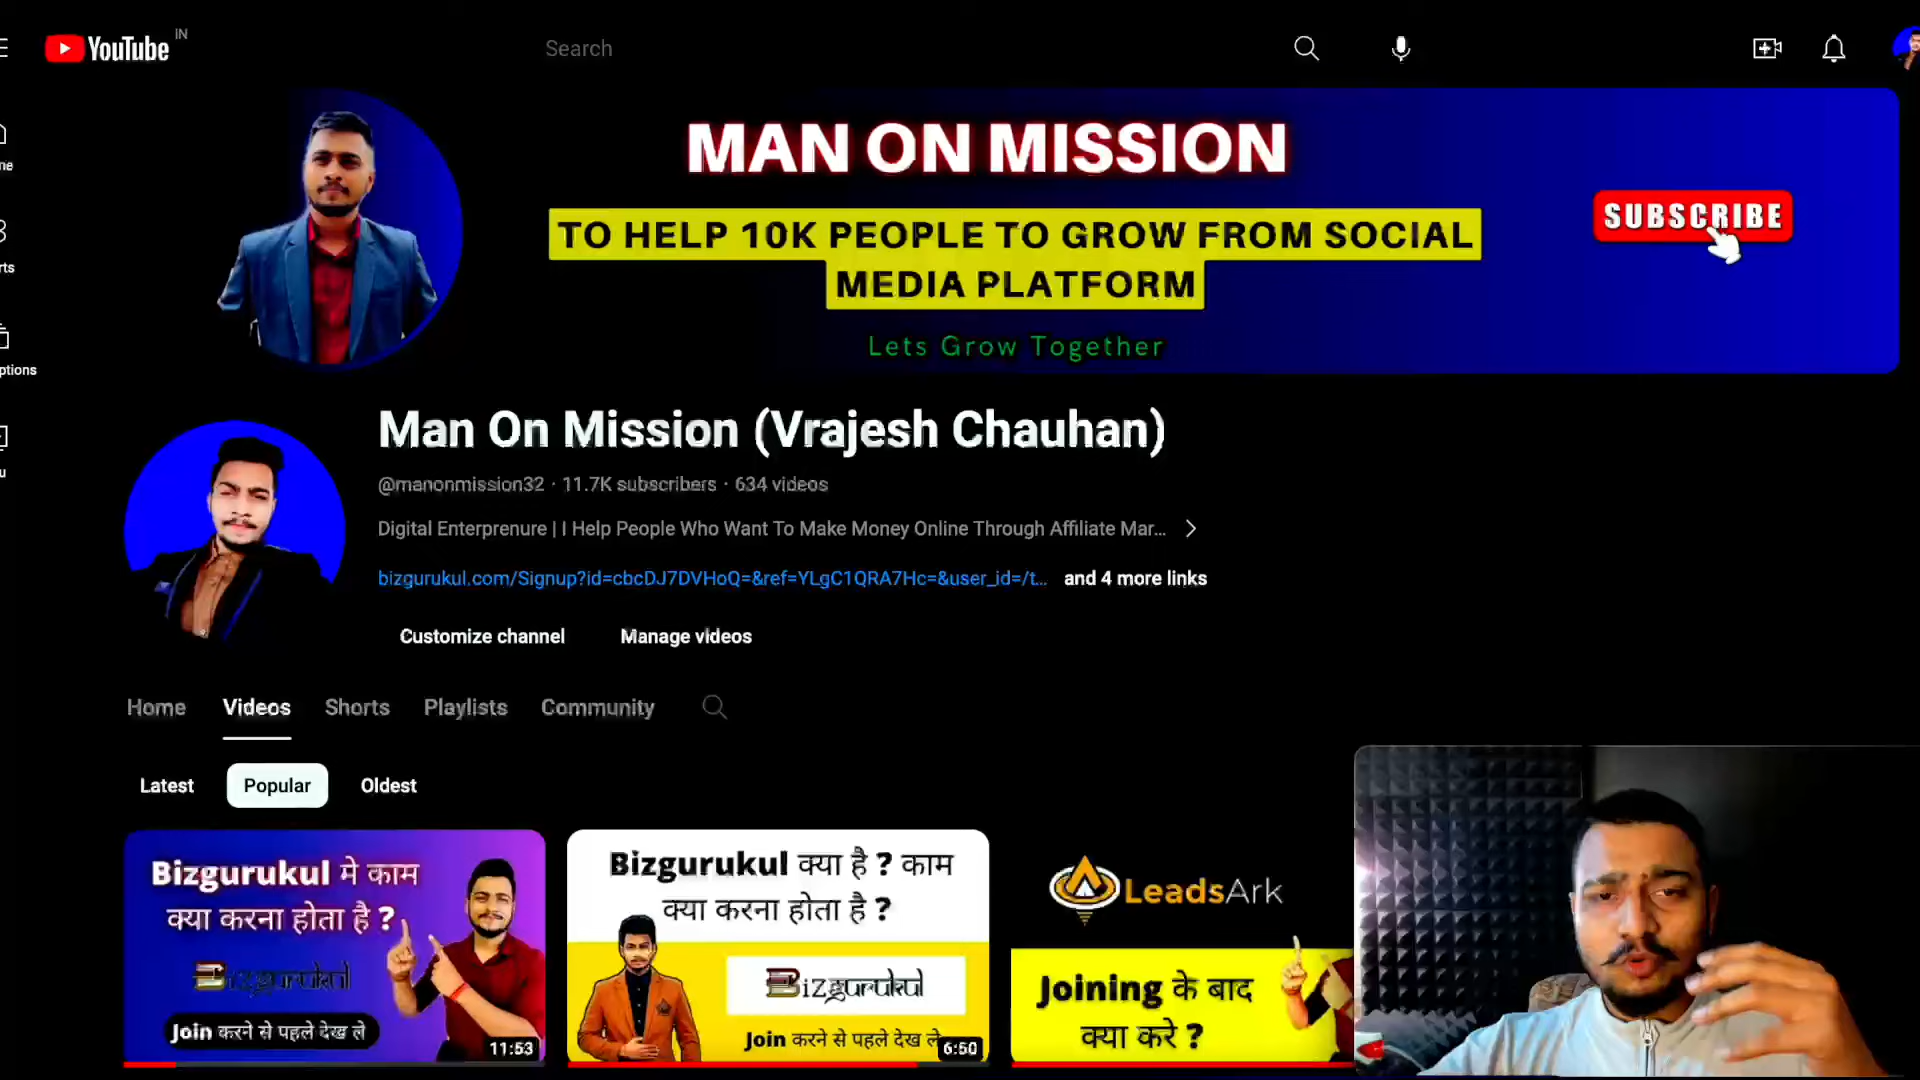 YouTube IN
Search
MAN ON MISSION
TO HELP 10K PEOPLE TO GROW FROM SOCIAL
MEDIA PLATFORM
Lets Grow Together
SUBSCRIBE
ne
rts
ptions
u
Man On Mission (Vrajesh Chauhan)
@manonmission32 · 11.7K subscribers · 634 videos
Digital Enterprenure | I Help People Who Want To Make Money Online Through Affiliate Mar...
bizgurukul.com/Signup?id=cbcDJ7DVHoQ=&ref=YLgC1QRA7Hc=&user_id=/t... and 4 more links
Customize channel Manage videos
Home Videos Shorts Playlists Community
Latest Popular Oldest
Bizgurukul मे काम
क्या करना होता है ?
Bizgurukul
Join करने से पहले देख ले
11:53
Bizgurukul क्या है ? काम
क्या करना होता है ?
Bizgurukul
Join करने से पहले देख ले
6:50
LeadsArk
Joining के बाद
क्या करे ?